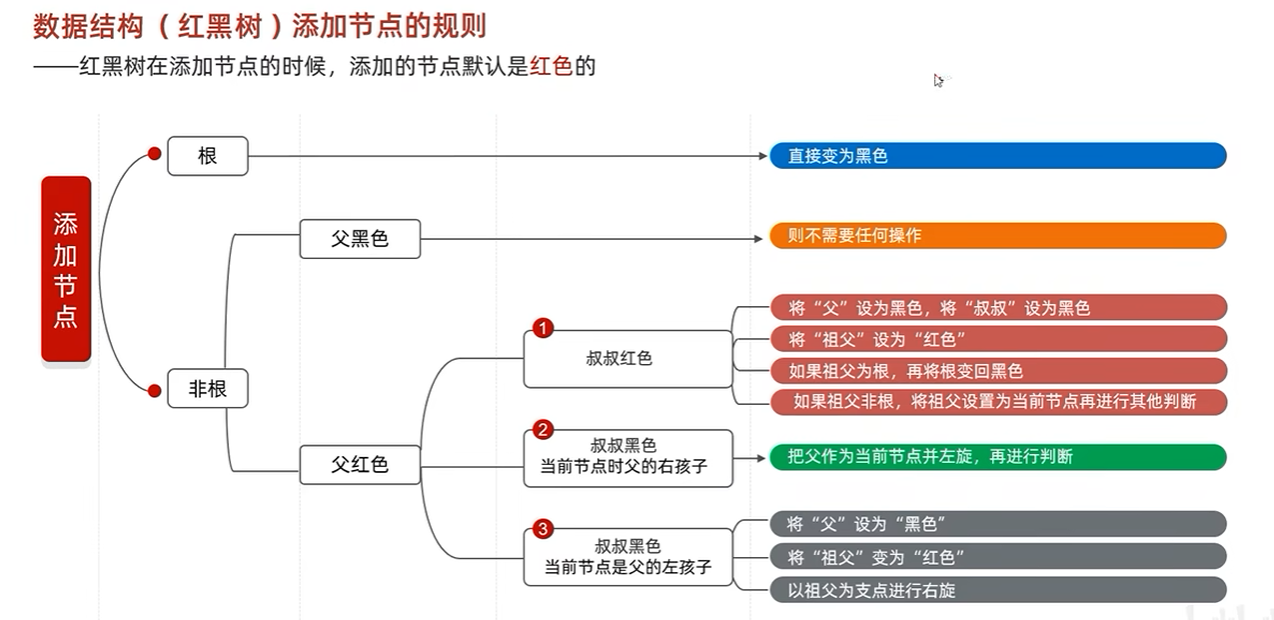 数据结构（红黑树）添加节点的规则
——红黑树在添加节点的时候，添加的节点默认是红色的
添加节点
根
直接变为黑色
父黑色
则不需要任何操作
非根
父红色
1
叔叔红色
将“父”设为黑色，将“叔叔”设为黑色
将“祖父”设为“红色”
如果祖父为根，再将根变回黑色
如果祖父非根，将祖父设置为当前节点再进行其他判断
2
叔叔黑色
当前节点时父的右孩子
把父作为当前节点并左旋，再进行判断
3
叔叔黑色
当前节点是父的左孩子
将“父”设为“黑色”
将“祖父”变为“红色”
以祖父为支点进行右旋